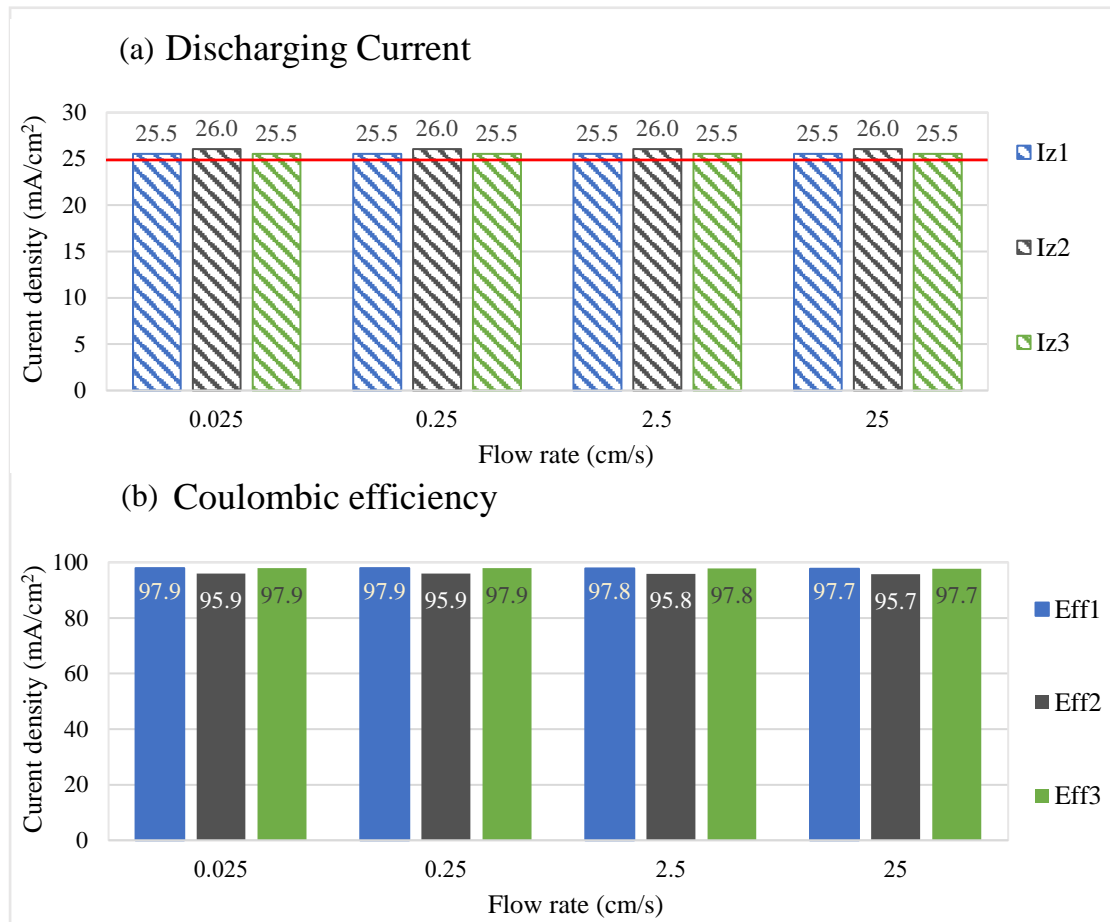 (a) Discharging Current
Curent density (mA/cm²)
30
25
20
15
10
5
0
25.5 26.0 25.5 25.5 26.0 25.5 25.5 26.0 25.5 25.5 26.0 25.5
0.025 0.25 2.5 25
Flow rate (cm/s)
Iz1
Iz2
Iz3
(b) Coulombic efficiency
Curent density (mA/cm²)
100
80
60
40
20
0
97.9 95.9 97.9 97.9 95.9 97.9 97.8 95.8 97.8 97.7 95.7 97.7
0.025 0.25 2.5 25
Flow rate (cm/s)
Eff1
Eff2
Eff3